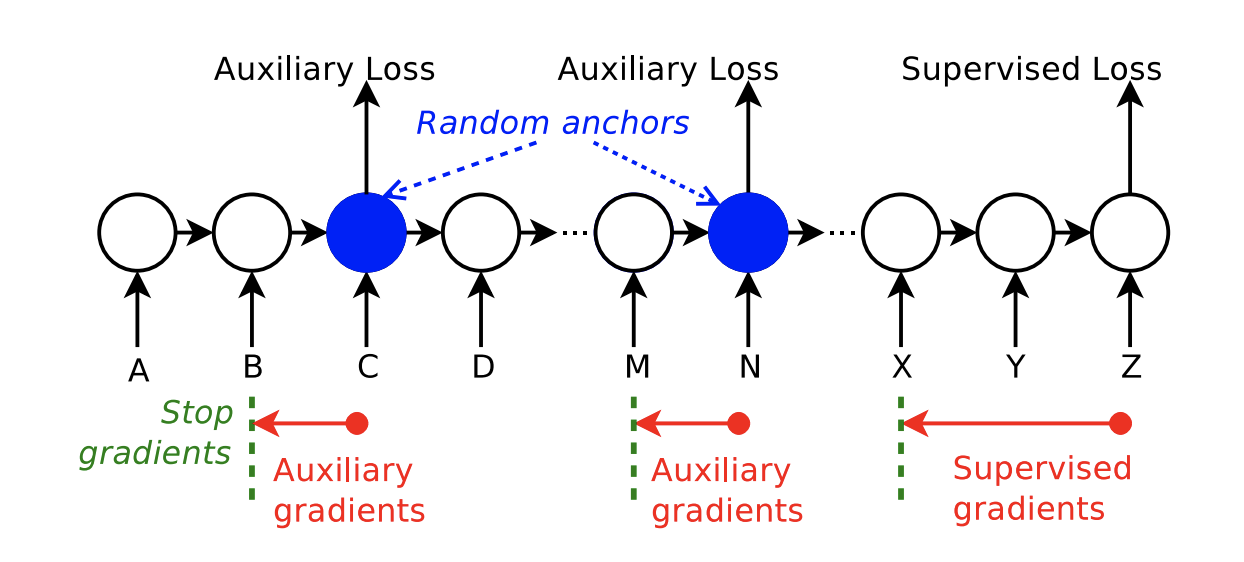 Auxiliary Loss
Auxiliary Loss
Supervised Loss
Random anchors
...
...
A
B
C
D
M
N
X
Y
Z
Stop
gradients
Auxiliary
gradients
Auxiliary
gradients
Supervised
gradients